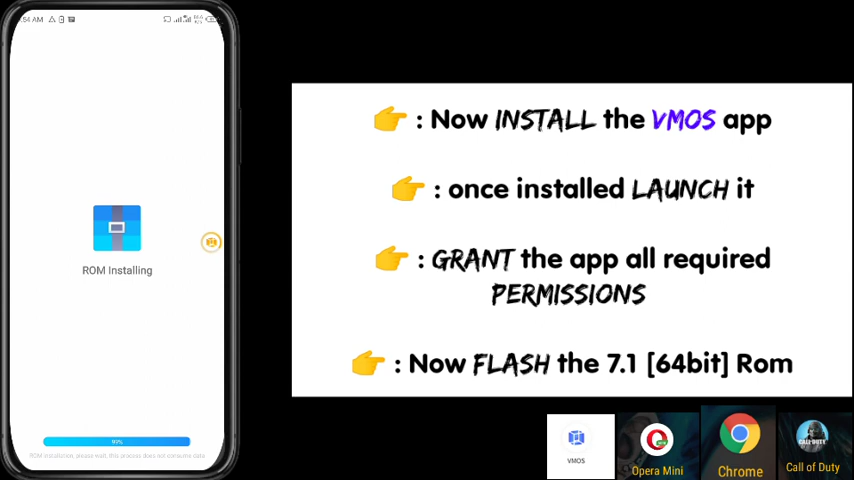 :54 AM
ROM Installing
ROM installation, please wait, this process does not consume data
: Now INSTALL the VMOS app
: once installed LAUNCH it
: GRANT the app all required
PERMISSIONS
: Now FLASH the 7.1 [64bit] Rom
VMOS
Opera Mini
Chrome
CALL OF DUTY
Call of Duty